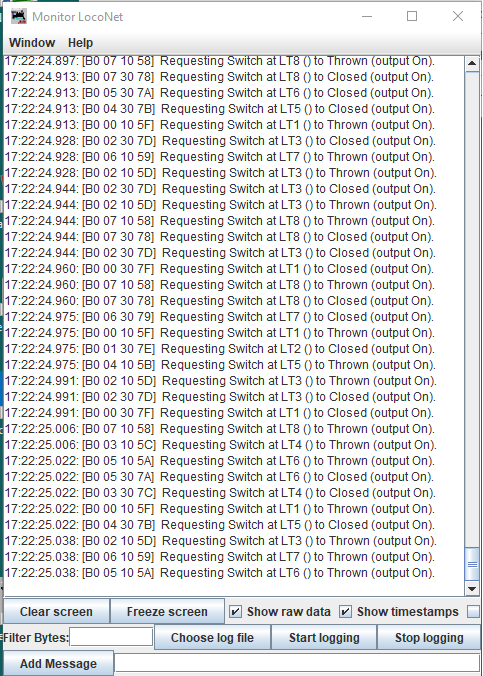 Monitor LocoNet
Window Help
17:22:24.897: [B0 07 10 58] Requesting Switch at LT8 () to Thrown (output On).
17:22:24.913: [B0 07 30 78] Requesting Switch at LT8 () to Closed (output On).
17:22:24.913: [B0 05 30 7A] Requesting Switch at LT6 () to Closed (output On).
17:22:24.913: [B0 04 30 7B] Requesting Switch at LT5 () to Closed (output On).
17:22:24.913: [B0 00 10 5F] Requesting Switch at LT1 () to Thrown (output On).
17:22:24.928: [B0 02 30 7D] Requesting Switch at LT3 () to Closed (output On).
17:22:24.928: [B0 06 10 59] Requesting Switch at LT7 () to Thrown (output On).
17:22:24.928: [B0 02 10 5D] Requesting Switch at LT3 () to Thrown (output On).
17:22:24.944: [B0 02 30 7D] Requesting Switch at LT3 () to Closed (output On).
17:22:24.944: [B0 02 10 5D] Requesting Switch at LT3 () to Thrown (output On).
17:22:24.944: [B0 07 10 58] Requesting Switch at LT8 () to Thrown (output On).
17:22:24.944: [B0 07 30 78] Requesting Switch at LT8 () to Closed (output On).
17:22:24.944: [B0 02 30 7D] Requesting Switch at LT3 () to Closed (output On).
17:22:24.960: [B0 00 30 7F] Requesting Switch at LT1 () to Closed (output On).
17:22:24.960: [B0 07 10 58] Requesting Switch at LT8 () to Thrown (output On).
17:22:24.960: [B0 07 30 78] Requesting Switch at LT8 () to Closed (output On).
17:22:24.975: [B0 06 30 79] Requesting Switch at LT7 () to Closed (output On).
17:22:24.975: [B0 00 10 5F] Requesting Switch at LT1 () to Thrown (output On).
17:22:24.975: [B0 01 30 7E] Requesting Switch at LT2 () to Closed (output On).
17:22:24.975: [B0 04 10 5B] Requesting Switch at LT5 () to Thrown (output On).
17:22:24.991: [B0 02 10 5D] Requesting Switch at LT3 () to Thrown (output On).
17:22:24.991: [B0 02 30 7D] Requesting Switch at LT3 () to Closed (output On).
17:22:24.991: [B0 00 30 7F] Requesting Switch at LT1 () to Closed (output On).
17:22:25.006: [B0 07 10 58] Requesting Switch at LT8 () to Thrown (output On).
17:22:25.006: [B0 03 10 5C] Requesting Switch at LT4 () to Thrown (output On).
17:22:25.022: [B0 05 10 5A] Requesting Switch at LT6 () to Thrown (output On).
17:22:25.022: [B0 05 30 7A] Requesting Switch at LT6 () to Closed (output On).
17:22:25.022: [B0 03 30 7C] Requesting Switch at LT4 () to Closed (output On).
17:22:25.022: [B0 00 10 5F] Requesting Switch at LT1 () to Thrown (output On).
17:22:25.022: [B0 04 30 7B] Requesting Switch at LT5 () to Closed (output On).
17:22:25.038: [B0 02 10 5D] Requesting Switch at LT3 () to Thrown (output On).
17:22:25.038: [B0 06 10 59] Requesting Switch at LT7 () to Thrown (output On).
17:22:25.038: [B0 05 10 5A] Requesting Switch at LT6 () to Thrown (output On).
Clear screen Freeze screen Show raw data Show timestamps
Filter Bytes: Choose log file Start logging Stop logging
Add Message